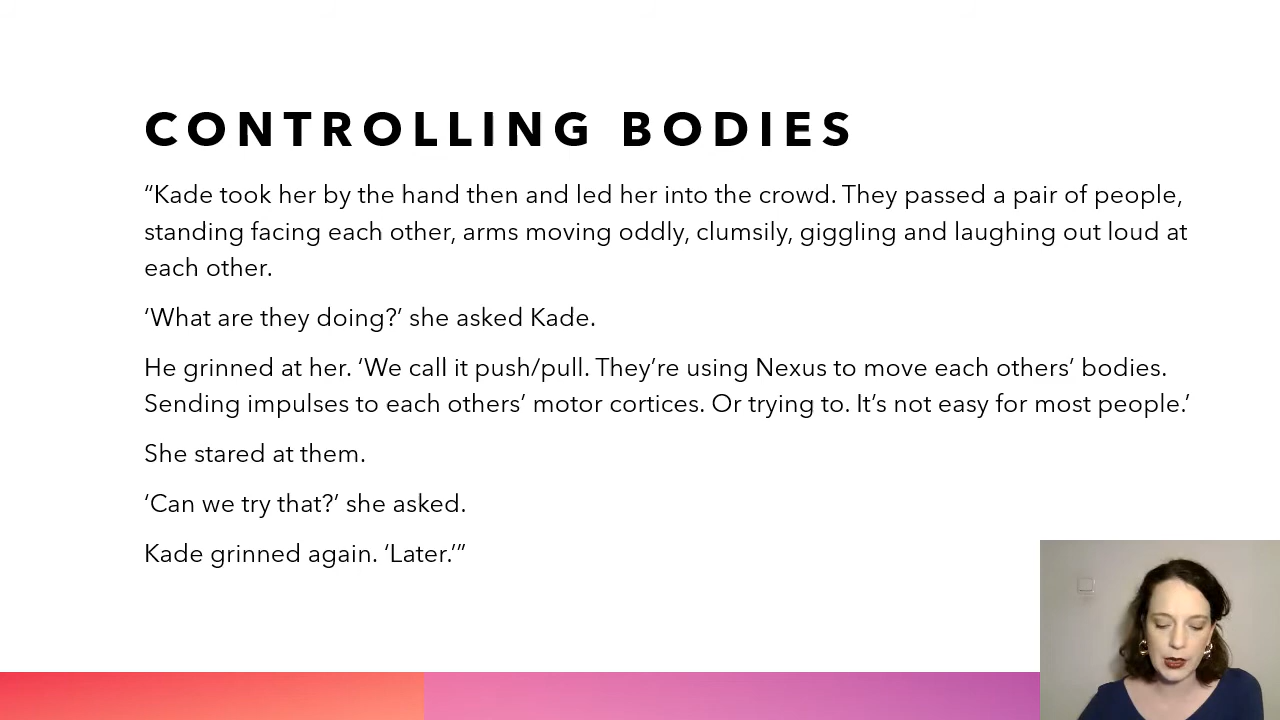 CONTROLLING BODIES
“Kade took her by the hand then and led her into the crowd. They passed a pair of people,
standing facing each other, arms moving oddly, clumsily, giggling and laughing out loud at
each other.
‘What are they doing?’ she asked Kade.
He grinned at her. ‘We call it push/pull. They’re using Nexus to move each others’ bodies.
Sending impulses to each others’ motor cortices. Or trying to. It’s not easy for most people.’
She stared at them.
‘Can we try that?’ she asked.
Kade grinned again. ‘Later.’”